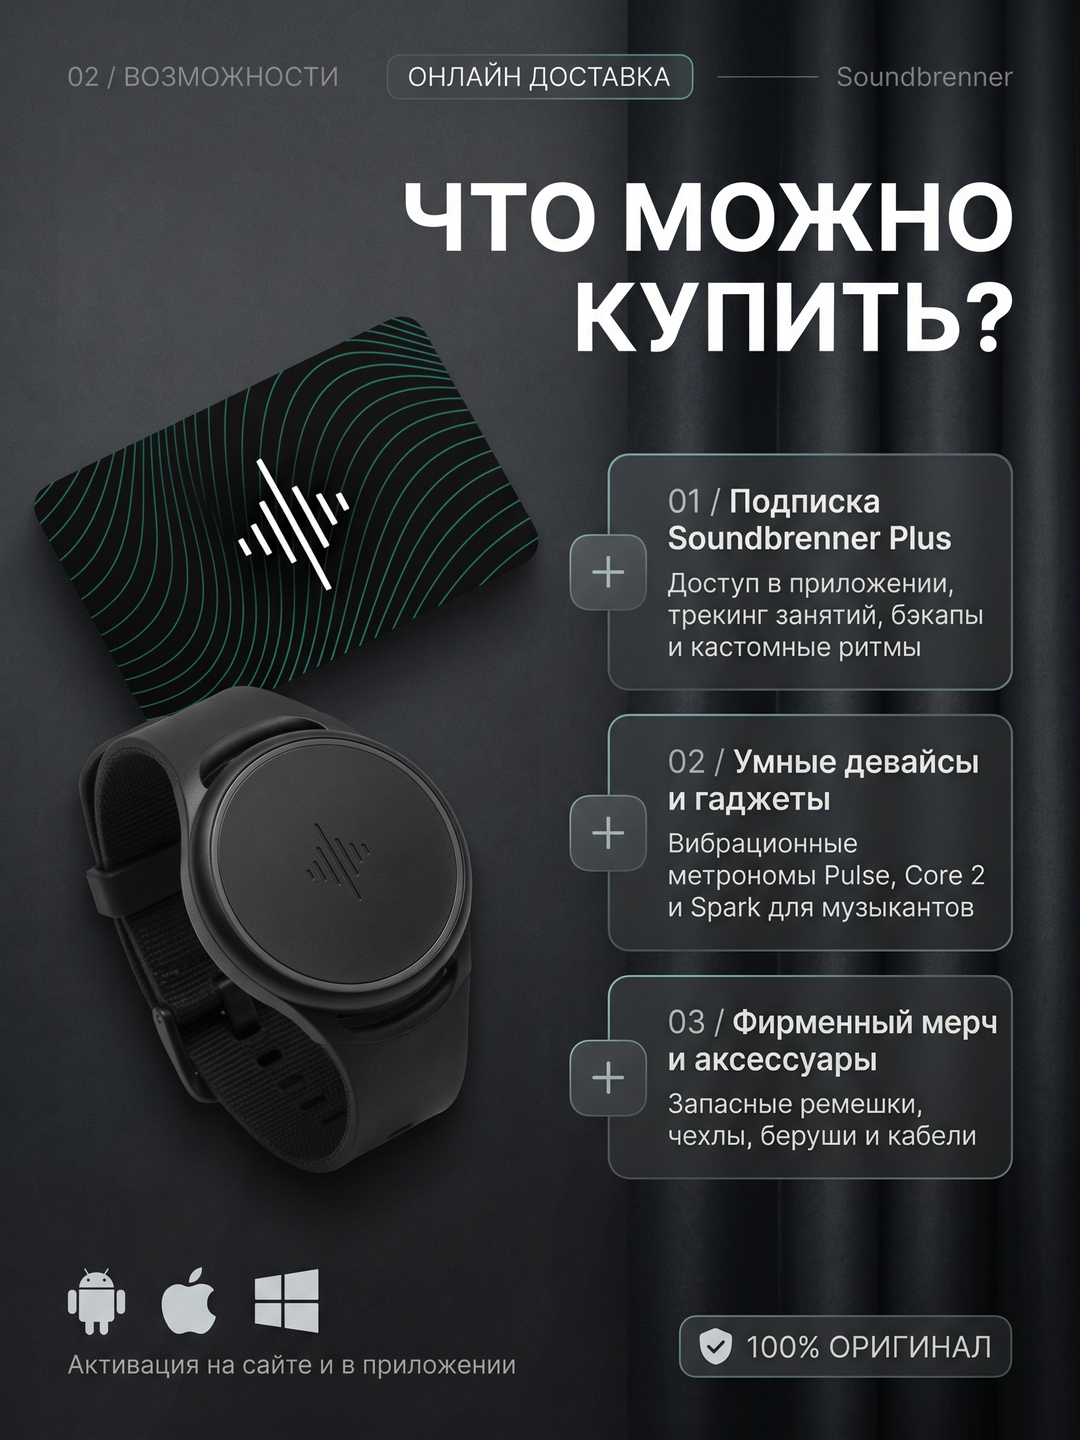 02 / ВОЗМОЖНОСТИ
ОНЛАЙН ДОСТАВКА
Soundbrenner
ЧТО МОЖНО
КУПИТЬ?
01 / Подписка
Soundbrenner Plus
Доступ в приложении,
трекинг занятий, бэкапы
и кастомные ритмы
02 / Умные девайсы
и гаджеты
Вибрационные
метрономы Pulse, Core 2
и Spark для музыкантов
03 / Фирменный мерч
и аксессуары
Запасные ремешки,
чехлы, беруши и кабели
Активация на сайте и в приложении
100% ОРИГИНАЛ